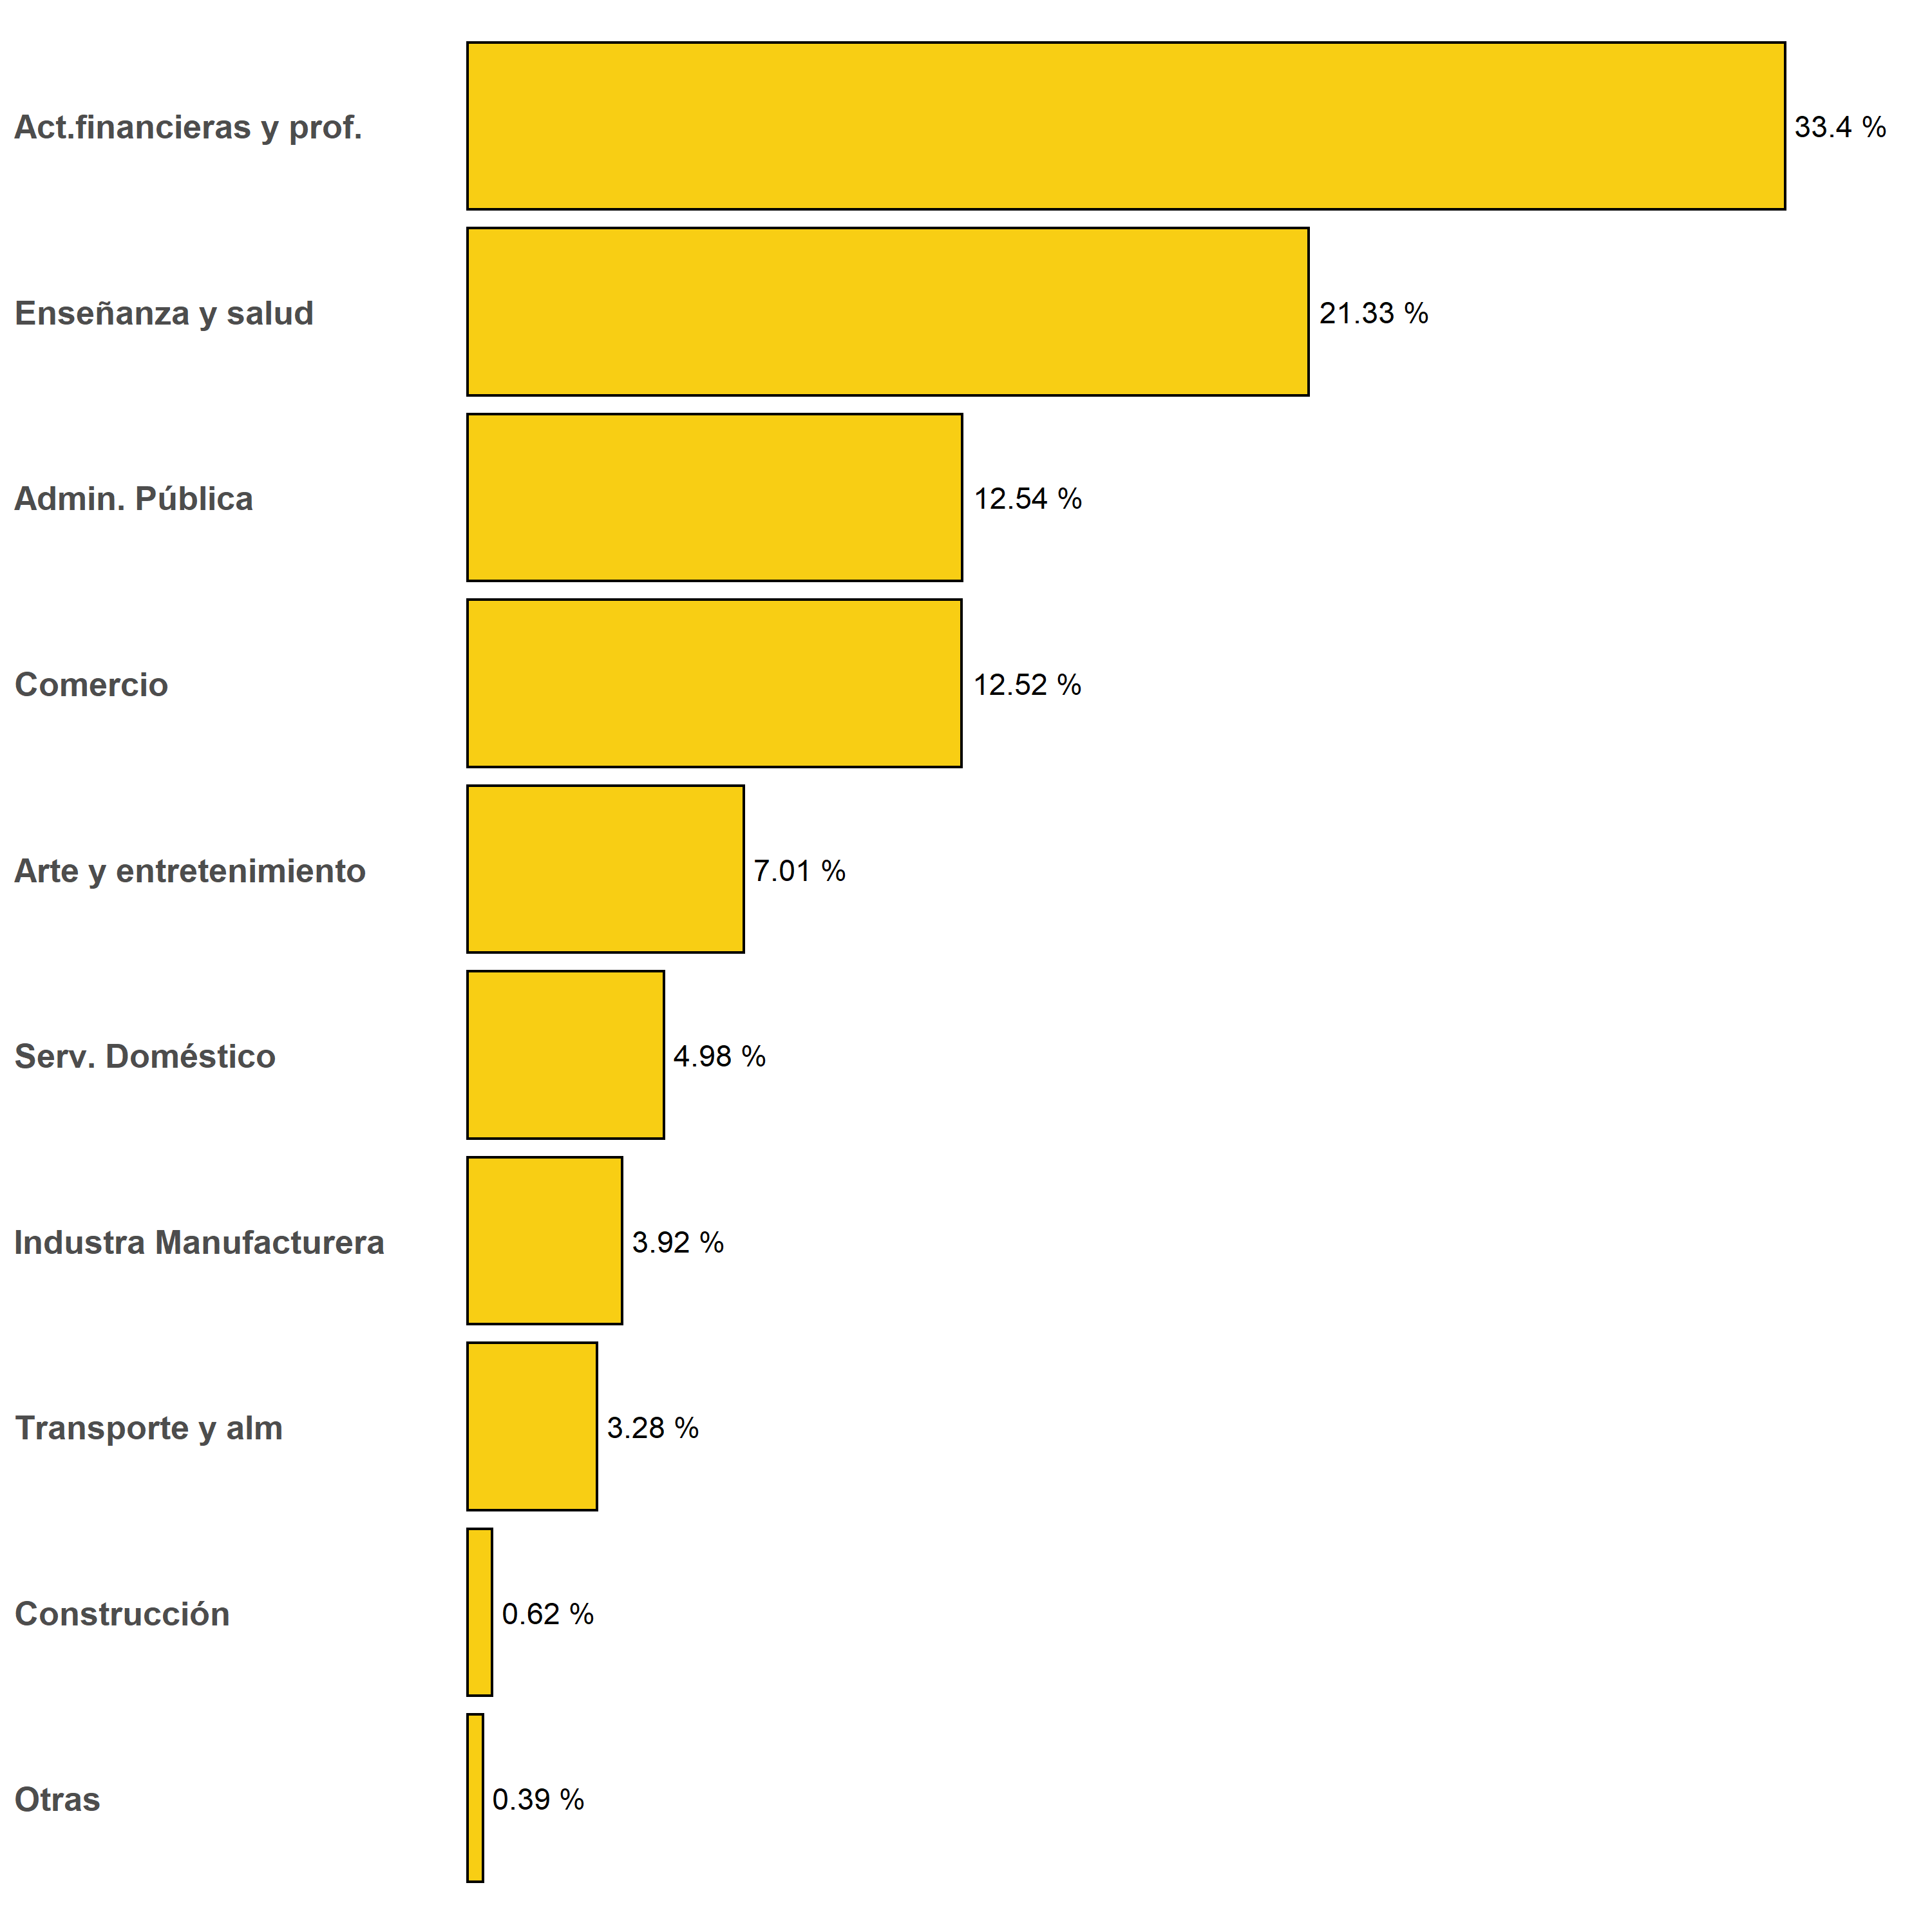 Act.financieras y prof. 33.4 %
Enseñanza y salud 21.33 %
Admin. Pública 12.54 %
Comercio 12.52 %
Arte y entretenimiento 7.01 %
Serv. Doméstico 4.98 %
Industra Manufacturera 3.92 %
Transporte y alm 3.28 %
Construcción 0.62 %
Otras 0.39 %